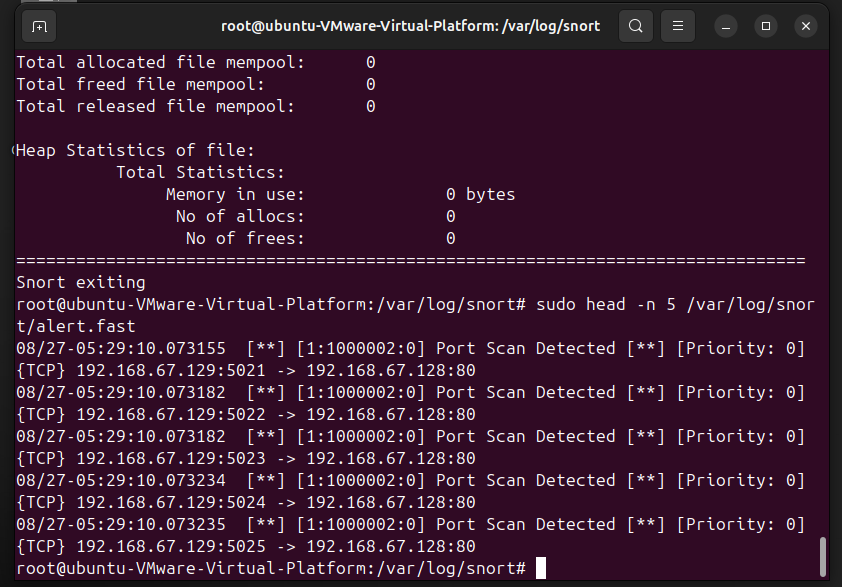 root@ubuntu-VMware-Virtual-Platform: /var/log/snort
Total allocated file mempool:      0
Total freed file mempool:          0
Total released file mempool:       0
Heap Statistics of file:
          Total Statistics:
               Memory in use:              0 bytes
                No of allocs:              0
                 No of frees:              0
===============================================================================
Snort exiting
root@ubuntu-VMware-Virtual-Platform:/var/log/snort# sudo head -n 5 /var/log/snor
t/alert.fast
08/27-05:29:10.073155  [**] [1:1000002:0] Port Scan Detected [**] [Priority: 0]
{TCP} 192.168.67.129:5021 -> 192.168.67.128:80
08/27-05:29:10.073182  [**] [1:1000002:0] Port Scan Detected [**] [Priority: 0]
{TCP} 192.168.67.129:5022 -> 192.168.67.128:80
08/27-05:29:10.073182  [**] [1:1000002:0] Port Scan Detected [**] [Priority: 0]
{TCP} 192.168.67.129:5023 -> 192.168.67.128:80
08/27-05:29:10.073234  [**] [1:1000002:0] Port Scan Detected [**] [Priority: 0]
{TCP} 192.168.67.129:5024 -> 192.168.67.128:80
08/27-05:29:10.073235  [**] [1:1000002:0] Port Scan Detected [**] [Priority: 0]
{TCP} 192.168.67.129:5025 -> 192.168.67.128:80
root@ubuntu-VMware-Virtual-Platform:/var/log/snort#